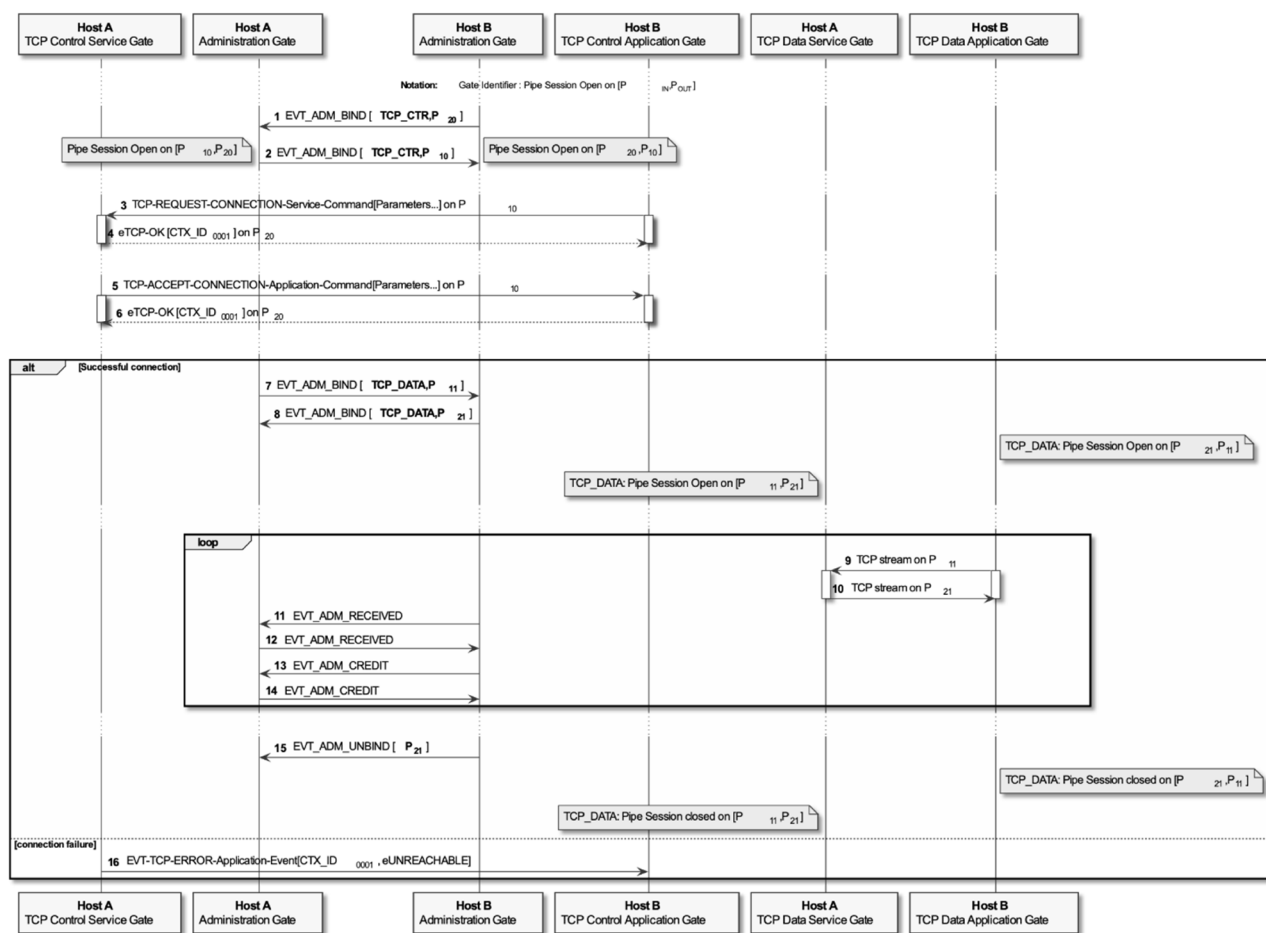 Host A Host A Host B Host B Host A Host B
TCP Control Service Gate Administration Gate Administration Gate TCP Control Application Gate TCP Data Service Gate TCP Data Application Gate
Notation: Gate Identifier : Pipe Session Open on [P IN,POUT]
1 EVT_ADM_BIND [ TCP_CTR,P 20 ]
Pipe Session Open on [P 10,P20]
2 EVT_ADM_BIND [ TCP_CTR,P 10 ]
Pipe Session Open on [P 20,P10]
3 TCP-REQUEST-CONNECTION-Service-Command[Parameters...] on P 10
4 eTCP-OK [CTX_ID 0001 ] on P 20
5 TCP-ACCEPT-CONNECTION-Application-Command[Parameters...] on P 10
6 eTCP-OK [CTX_ID 0001 ] on P 20
alt [Successful connection]
7 EVT_ADM_BIND [ TCP_DATA,P 11 ]
8 EVT_ADM_BIND [ TCP_DATA,P 21 ]
TCP_DATA: Pipe Session Open on [P 21,P11 ]
TCP_DATA: Pipe Session Open on [P 11,P21 ]
loop
9 TCP stream on P 11
10 TCP stream on P 21
11 EVT_ADM_RECEIVED
12 EVT_ADM_RECEIVED
13 EVT_ADM_CREDIT
14 EVT_ADM_CREDIT
15 EVT_ADM_UNBIND [ P21 ]
TCP_DATA: Pipe Session closed on [P 21,P11 ]
TCP_DATA: Pipe Session closed on [P 11,P21 ]
[connection failure]
16 EVT-TCP-ERROR-Application-Event[CTX_ID 0001 , eUNREACHABLE]
Host A Host A Host B Host B Host A Host B
TCP Control Service Gate Administration Gate Administration Gate TCP Control Application Gate TCP Data Service Gate TCP Data Application Gate